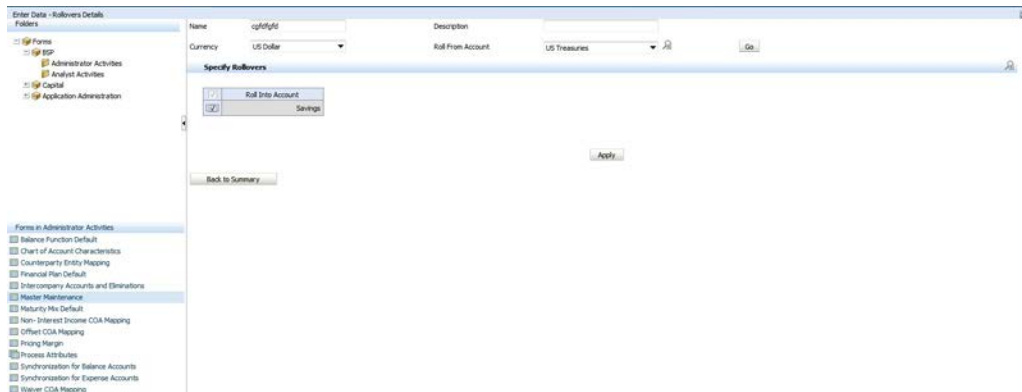 Enter Data - Rollovers Details
Folders
Forms
BSP
Administrator Activities
Analyst Activities
Capital
Application Administration
Name cgfdfgfd Description
Currency US Dollar Roll From Account US Treasuries Go
Specify Rollovers
Roll Into Account
Savings
Apply
Back to Summary
Forms in Administrator Activities
Balance Function Default
Chart of Account Characteristics
Counterparty Entity Mapping
Financial Plan Default
Intercompany Accounts and Eliminations
Master Maintenance
Maturity Mix Default
Non- Interest Income COA Mapping
Offset COA Mapping
Pricing Margin
Process Attributes
Synchronization for Balance Accounts
Synchronization for Expense Accounts
Waiver COA Mapping